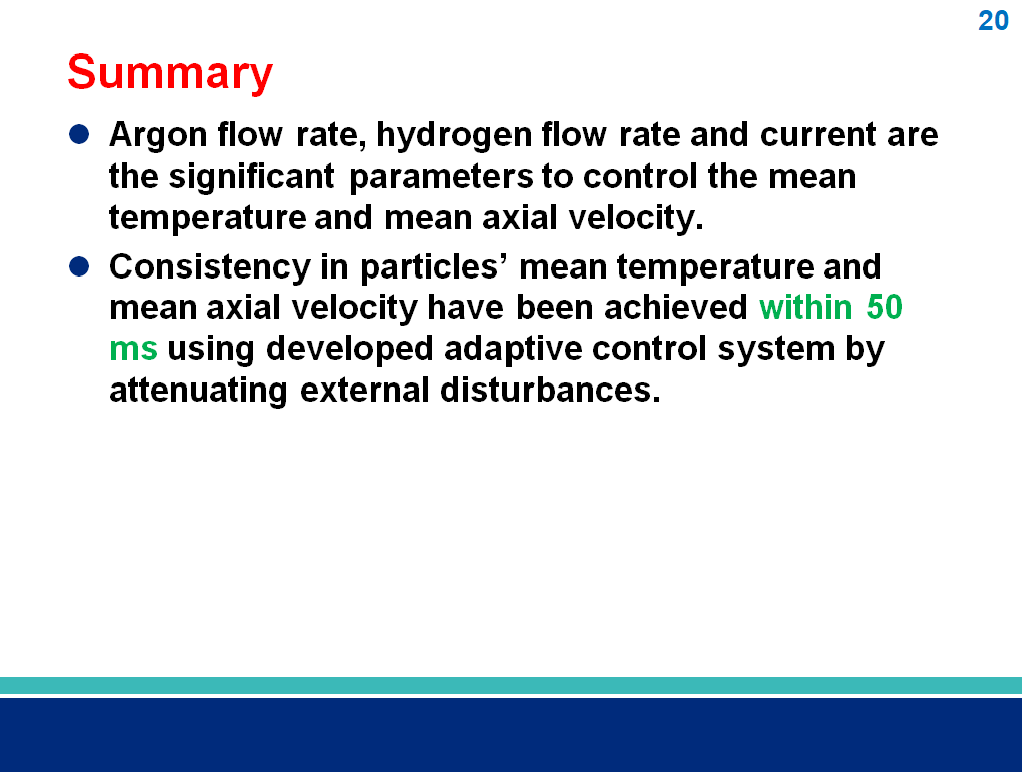 20
Summary
Argon flow rate, hydrogen flow rate and current are
the significant parameters to control the mean
temperature and mean axial velocity.
Consistency in particles’ mean temperature and
mean axial velocity have been achieved within 50
ms using developed adaptive control system by
attenuating external disturbances.